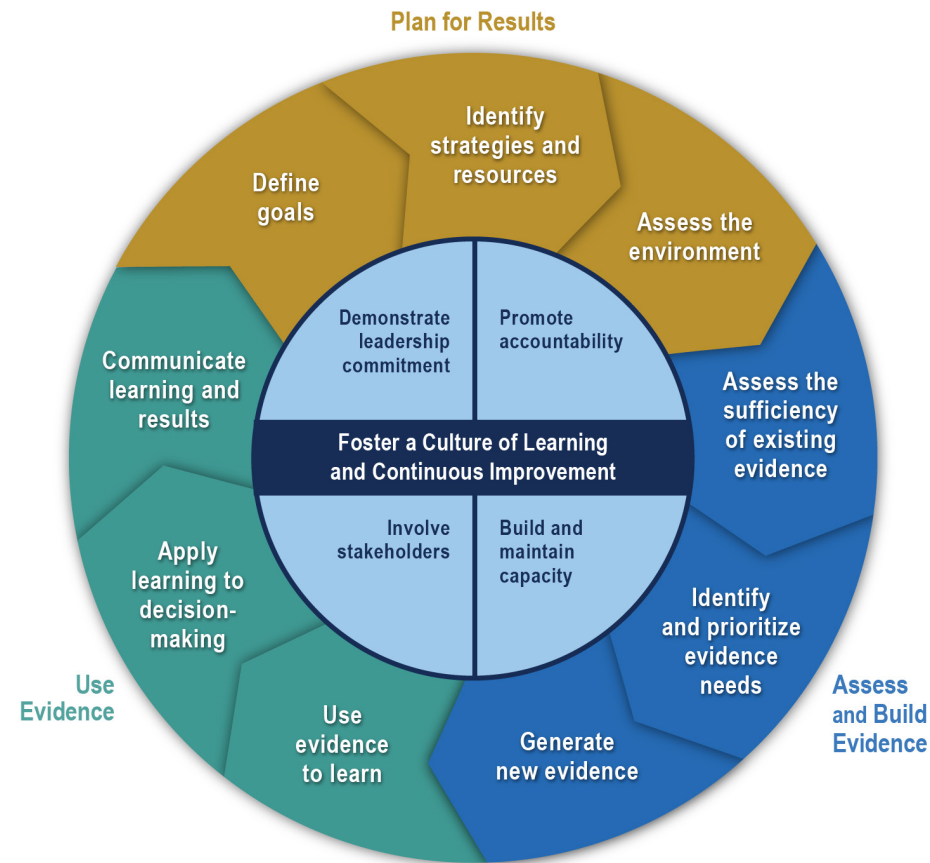 Plan for Results
Identify
strategies and
resources
Define
goals
Assess the
environment
Demonstrate
leadership
commitment
Promote
accountability
Communicate
learning and
results
Assess the
sufficiency
of existing
evidence
Foster a Culture of Learning
and Continuous Improvement
Involve
stakeholders
Build and
maintain
capacity
Apply
learning to
decision-
making
Identify
and prioritize
evidence
needs
Use
Evidence
Assess
and Build
Evidence
Use
evidence
to learn
Generate
new evidence